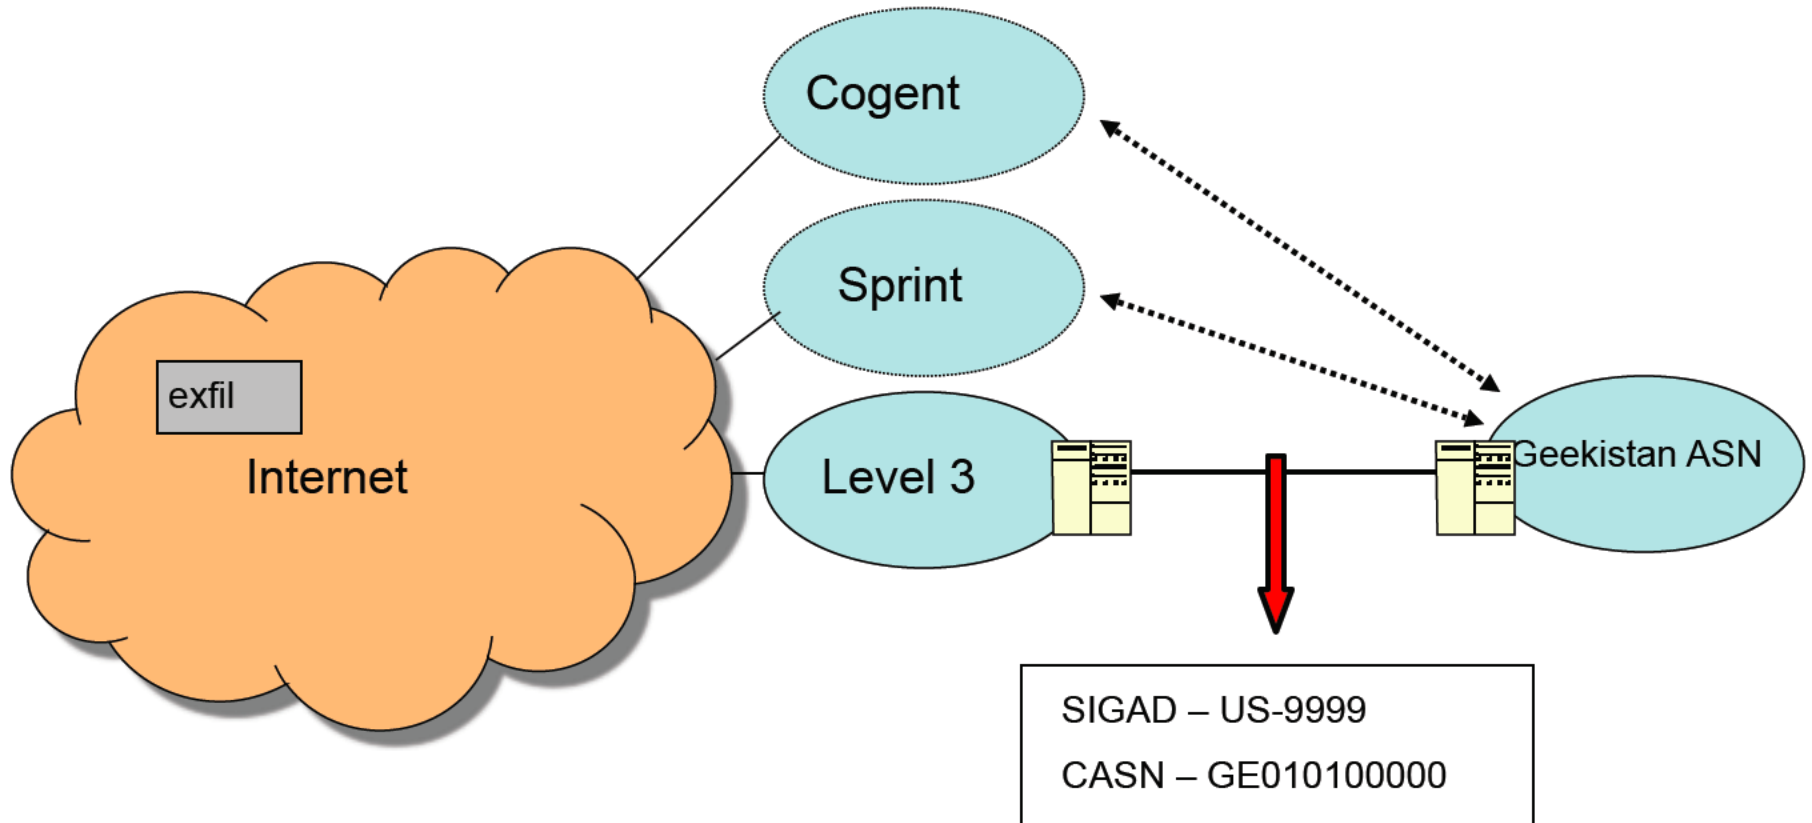 Cogent
Sprint
exfil
Internet
Level 3
Geekistan ASN
SIGAD – US-9999
CASN – GE010100000